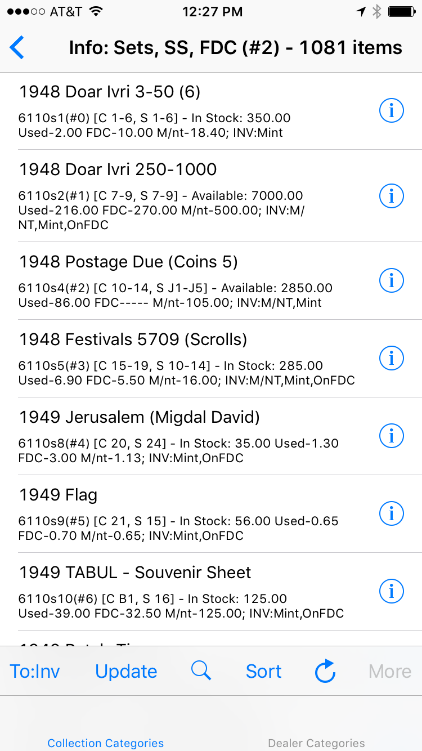 AT&T 12:27 PM
Info: Sets, SS, FDC (#2) - 1081 items
1948 Doar Ivri 3-50 (6)
6110s1(#0) [C 1-6, S 1-6] - In Stock: 350.00
Used-2.00 FDC-10.00 M/nt-18.40; INV:Mint
1948 Doar Ivri 250-1000
6110s2(#1) [C 7-9, S 7-9] - Available: 7000.00
Used-216.00 FDC-270.00 M/nt-500.00; INV:M/
NT,Mint,OnFDC
1948 Postage Due (Coins 5)
6110s4(#2) [C 10-14, S J1-J5] - Available: 2850.00
Used-86.00 FDC----- M/nt-105.00; INV:M/NT,Mint
1948 Festivals 5709 (Scrolls)
6110s5(#3) [C 15-19, S 10-14] - In Stock: 285.00
Used-6.90 FDC-5.50 M/nt-16.00; INV:M/NT,Mint,OnFDC
1949 Jerusalem (Migdal David)
6110s8(#4) [C 20, S 24] - In Stock: 35.00 Used-1.30
FDC-3.00 M/nt-1.13; INV:Mint,OnFDC
1949 Flag
6110s9(#5) [C 21, S 15] - In Stock: 56.00 Used-0.65
FDC-0.70 M/nt-0.65; INV:Mint,OnFDC
1949 TABUL - Souvenir Sheet
6110s10(#6) [C B1, S 16] - In Stock: 125.00
Used-39.00 FDC-32.50 M/nt-125.00; INV:Mint,OnFDC
To:Inv Update Sort More
Collection Categories Dealer Categories